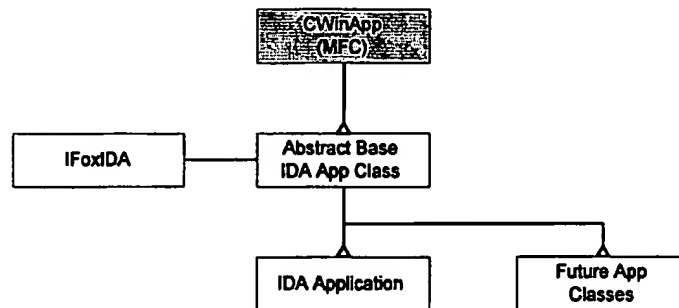 CWinApp
(MFC)
IFoxIDA
Abstract Base
IDA App Class
IDA Application
Future App
Classes